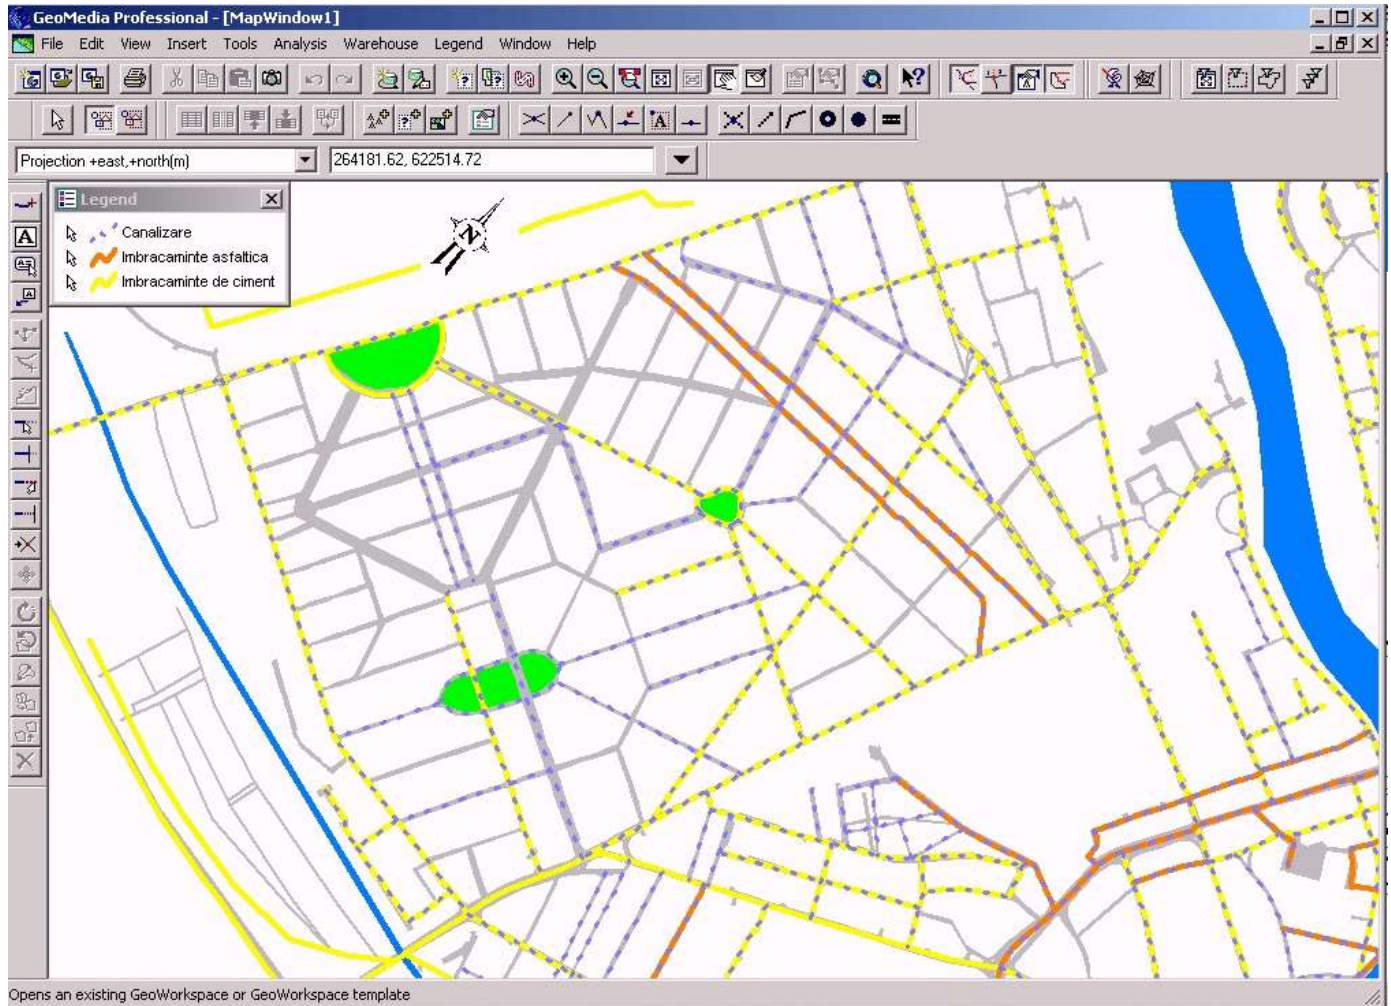 GeoMedia Professional - [MapWindow1]
File Edit View Insert Tools Analysis Warehouse Legend Window Help
Projection +east,+north(m) 264181.62, 622514.72
Legend
Canalizare
Imbracaminte asfaltica
Imbracaminte de ciment
N
Opens an existing GeoWorkspace or GeoWorkspace template